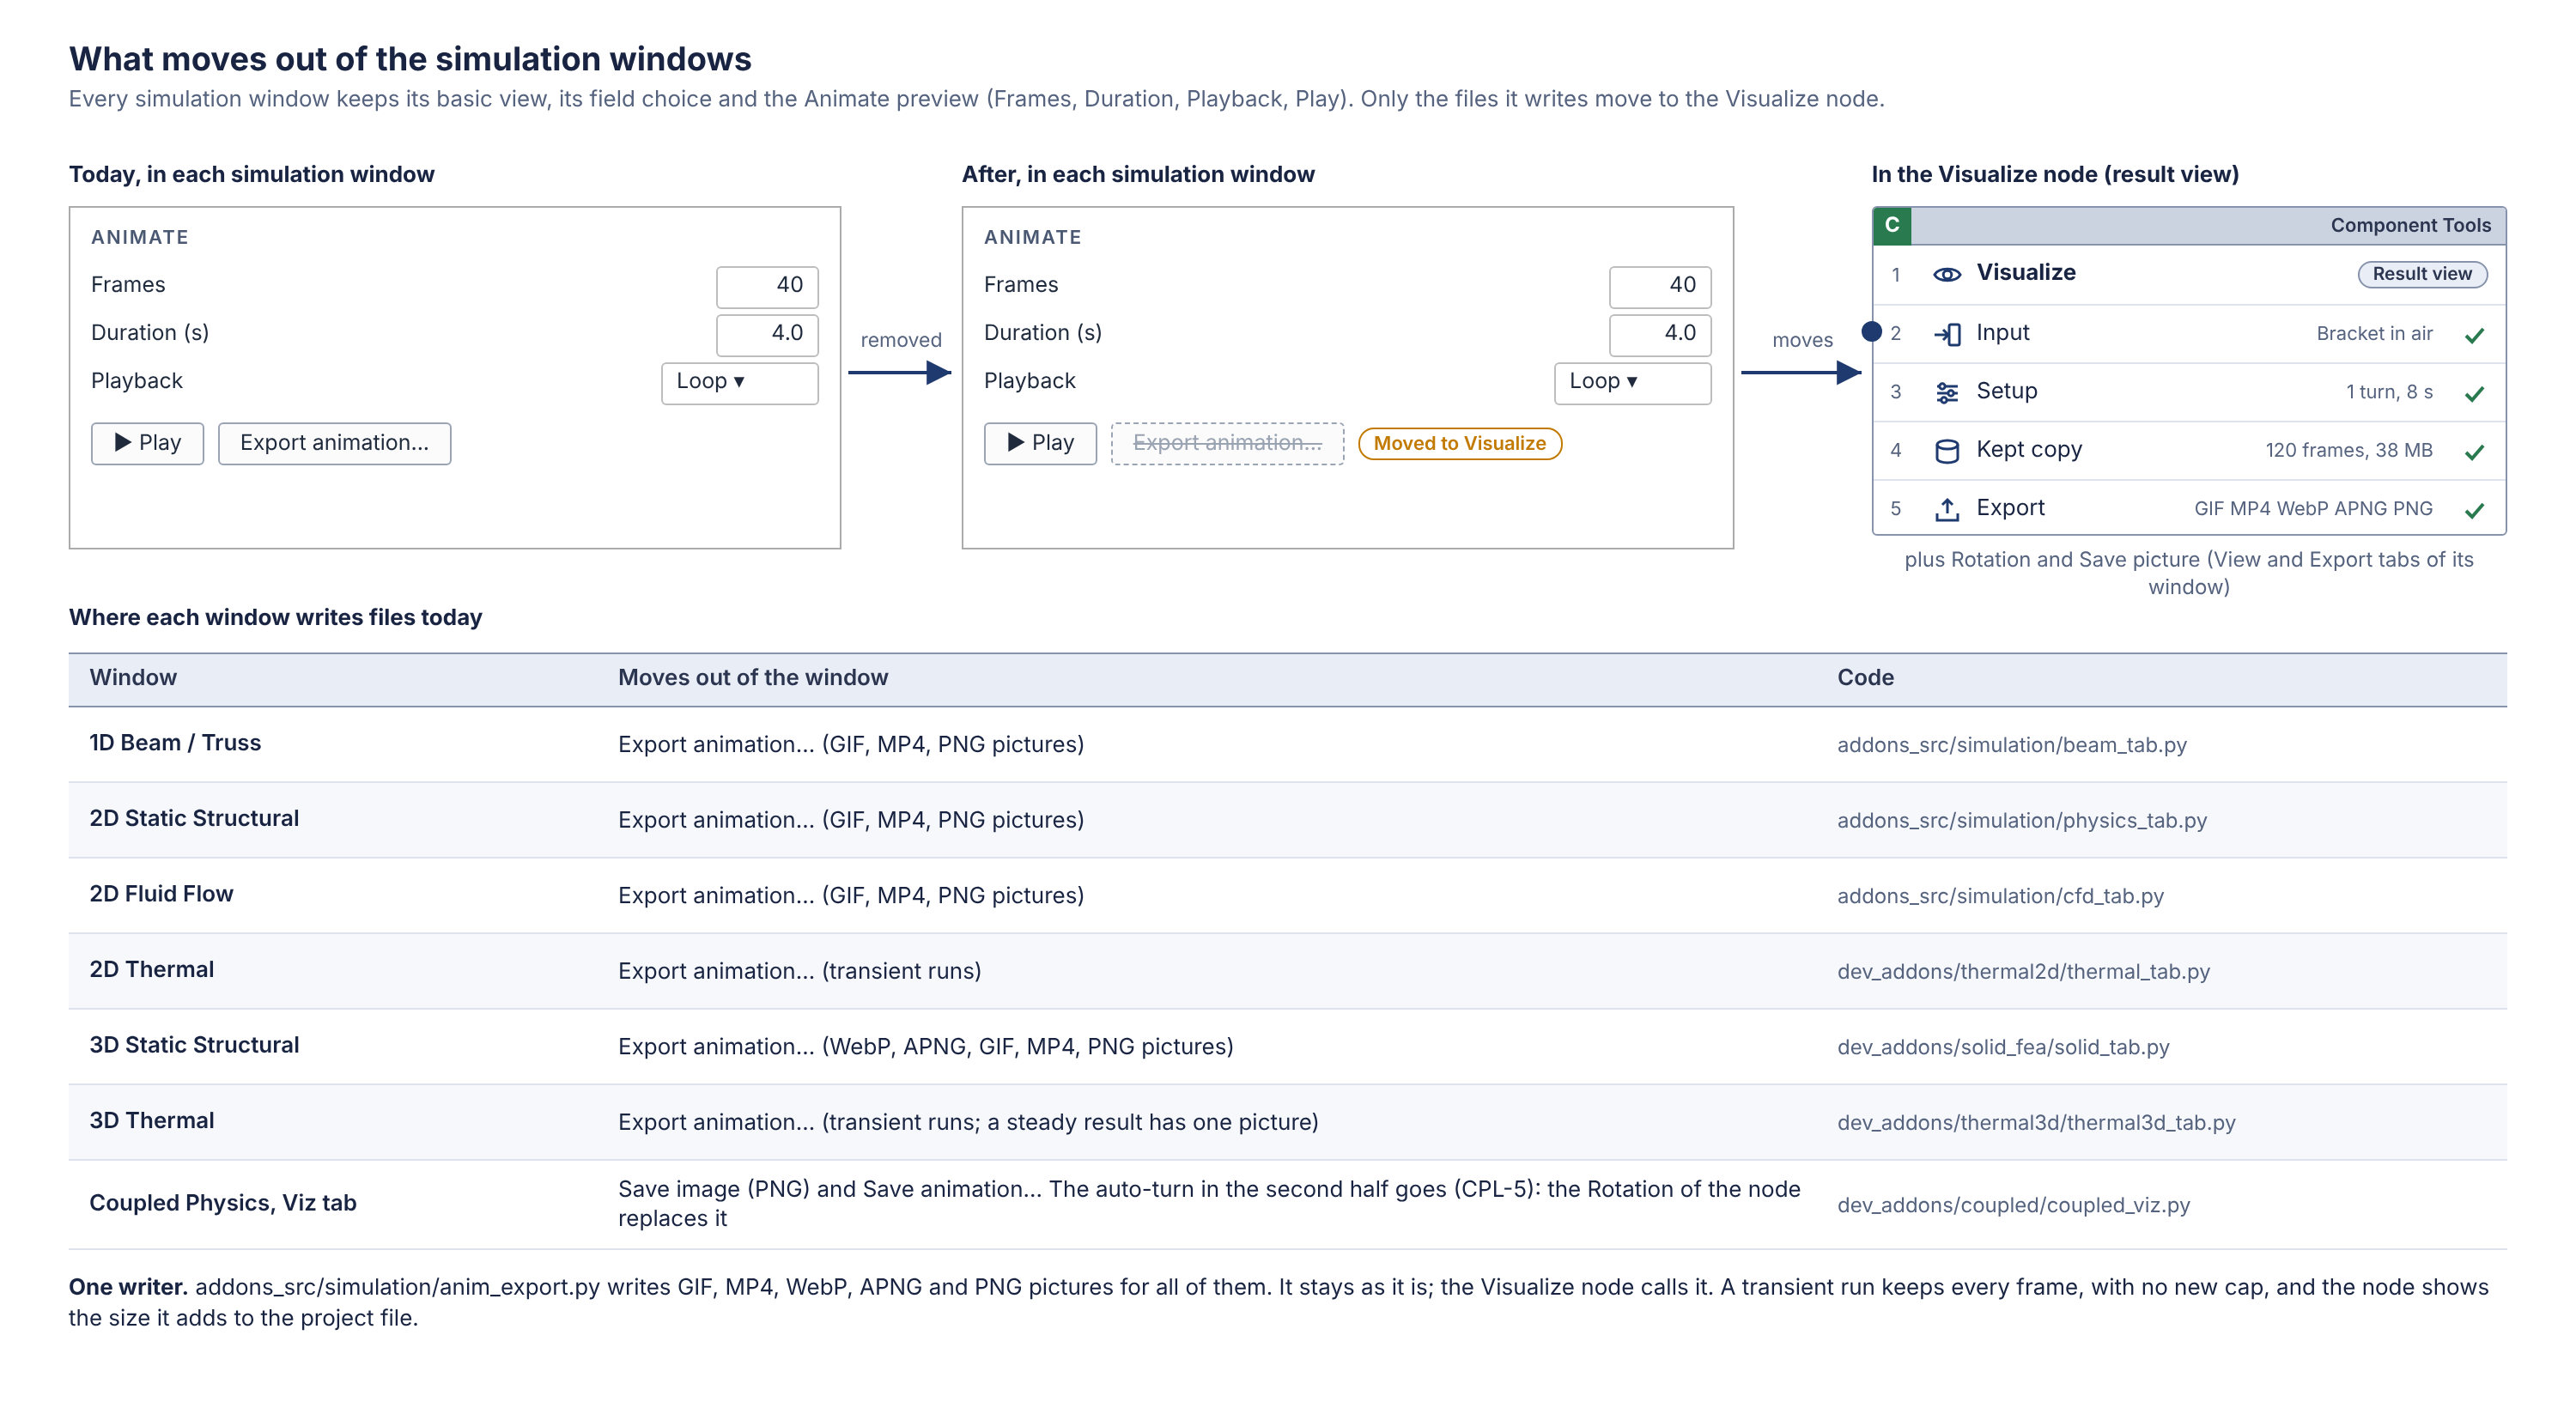 What moves out of the simulation windows
Every simulation window keeps its basic view, its field choice and the Animate preview (Frames, Duration, Playback, Play). Only the files it writes move to the Visualize node.
Today, in each simulation window
ANIMATE
Frames 40
Duration (s) 4.0
Playback Loop ▾
▶ Play Export animation...
removed
After, in each simulation window
ANIMATE
Frames 40
Duration (s) 4.0
Playback Loop ▾
▶ Play Export animation... Moved to Visualize
moves
In the Visualize node (result view)
C Component Tools
1 Visualize Result view
2 Input Bracket in air
3 Setup 1 turn, 8 s
4 Kept copy 120 frames, 38 MB
5 Export GIF MP4 WebP APNG PNG
plus Rotation and Save picture (View and Export tabs of its
window)
Where each window writes files today
Window Moves out of the window Code
1D Beam / Truss Export animation... (GIF, MP4, PNG pictures) addons_src/simulation/beam_tab.py
2D Static Structural Export animation... (GIF, MP4, PNG pictures) addons_src/simulation/physics_tab.py
2D Fluid Flow Export animation... (GIF, MP4, PNG pictures) addons_src/simulation/cfd_tab.py
2D Thermal Export animation... (transient runs) dev_addons/thermal2d/thermal_tab.py
3D Static Structural Export animation... (WebP, APNG, GIF, MP4, PNG pictures) dev_addons/solid_fea/solid_tab.py
3D Thermal Export animation... (transient runs; a steady result has one picture) dev_addons/thermal3d/thermal3d_tab.py
Coupled Physics, Viz tab Save image (PNG) and Save animation... The auto-turn in the second half goes (CPL-5): the Rotation of the node
replaces it dev_addons/coupled/coupled_viz.py
One writer. addons_src/simulation/anim_export.py writes GIF, MP4, WebP, APNG and PNG pictures for all of them. It stays as it is; the Visualize node calls it. A transient run keeps every frame, with no new cap, and the node shows
the size it adds to the project file.